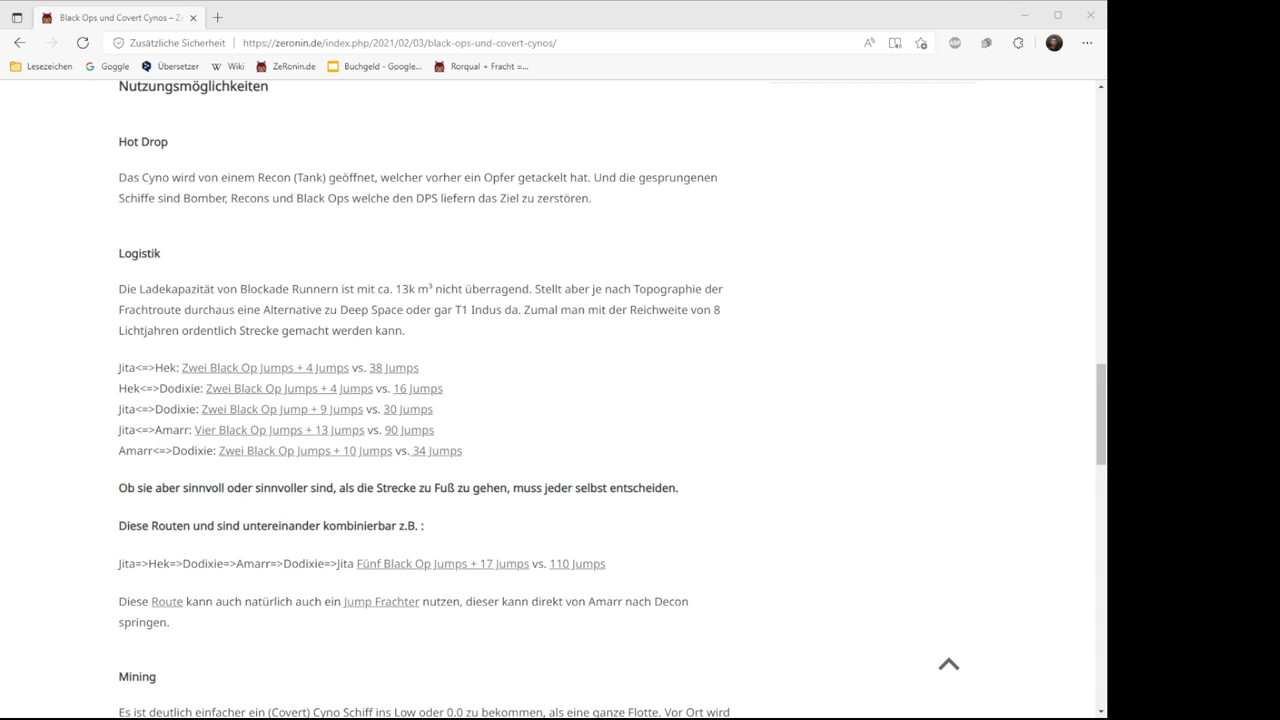 Black Ops und Covert Cynos – Ze
Zusätzliche Sicherheit
https://zeronin.de/index.php/2021/02/03/black-ops-und-covert-cynos/
Lesezeichen
Goggle
Übersetzer
Wiki
ZeRonin.de
Buchgeld - Google...
Rorqual + Fracht =...
Nutzungsmöglichkeiten
Hot Drop
Das Cyno wird von einem Recon (Tank) geöffnet, welcher vorher ein Opfer getackelt hat. Und die gesprungenen
Schiffe sind Bomber, Recons und Black Ops welche den DPS liefern das Ziel zu zerstören.
Logistik
Die Ladekapazität von Blockade Runnern ist mit ca. 13k m³ nicht überragend. Stellt aber je nach Topographie der
Frachtroute durchaus eine Alternative zu Deep Space oder gar T1 Indus da. Zumal man mit der Reichweite von 8
Lichtjahren ordentlich Strecke gemacht werden kann.
Jita<=>Hek: Zwei Black Op Jumps + 4 Jumps vs. 38 Jumps
Hek<=>Dodixie: Zwei Black Op Jumps + 4 Jumps vs. 16 Jumps
Jita<=>Dodixie: Zwei Black Op Jump + 9 Jumps vs. 30 Jumps
Jita<=>Amarr: Vier Black Op Jumps + 13 Jumps vs. 90 Jumps
Amarr<=>Dodixie: Zwei Black Op Jumps + 10 Jumps vs. 34 Jumps
Ob sie aber sinnvoll oder sinnvoller sind, als die Strecke zu Fuß zu gehen, muss jeder selbst entscheiden.
Diese Routen und sind untereinander kombinierbar z.B. :
Jita=>Hek=>Dodixie=>Amarr=>Dodixie=>Jita Fünf Black Op Jumps + 17 Jumps vs. 110 Jumps
Diese Route kann auch natürlich auch ein Jump Frachter nutzen, dieser kann direkt von Amarr nach Decon
springen.
Mining
Es ist deutlich einfacher ein (Covert) Cyno Schiff ins Low oder 0.0 zu bekommen, als eine ganze Flotte. Vor Ort wird